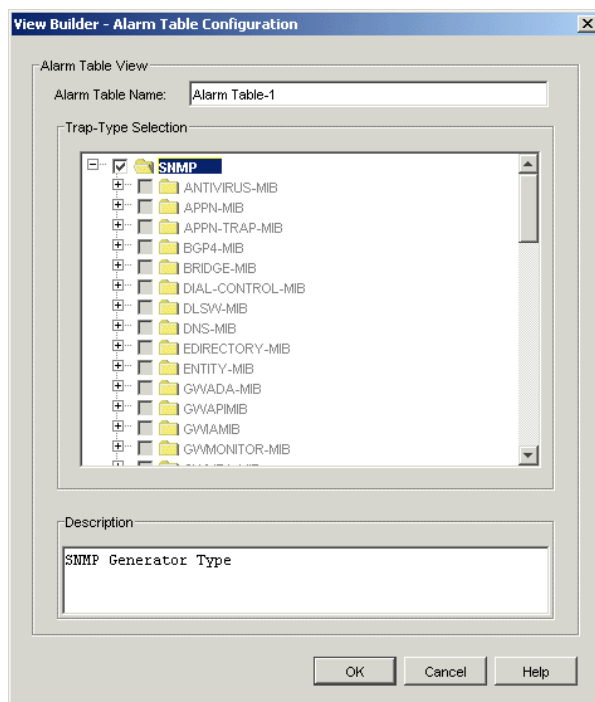 View Builder - Alarm Table Configuration
Alarm Table View
Alarm Table Name: Alarm Table-1
Trap-Type Selection
SNMP
ANTIVIRUS-MIB
APPN-MIB
APPN-TRAP-MIB
BGP4-MIB
BRIDGE-MIB
DIAL-CONTROL-MIB
DLSW-MIB
DNS-MIB
EDIRECTORY-MIB
ENTITY-MIB
GWADA-MIB
GWAPIMIB
GWIAMIB
GWMONITOR-MIB
Description
SNMP Generator Type
OK Cancel Help